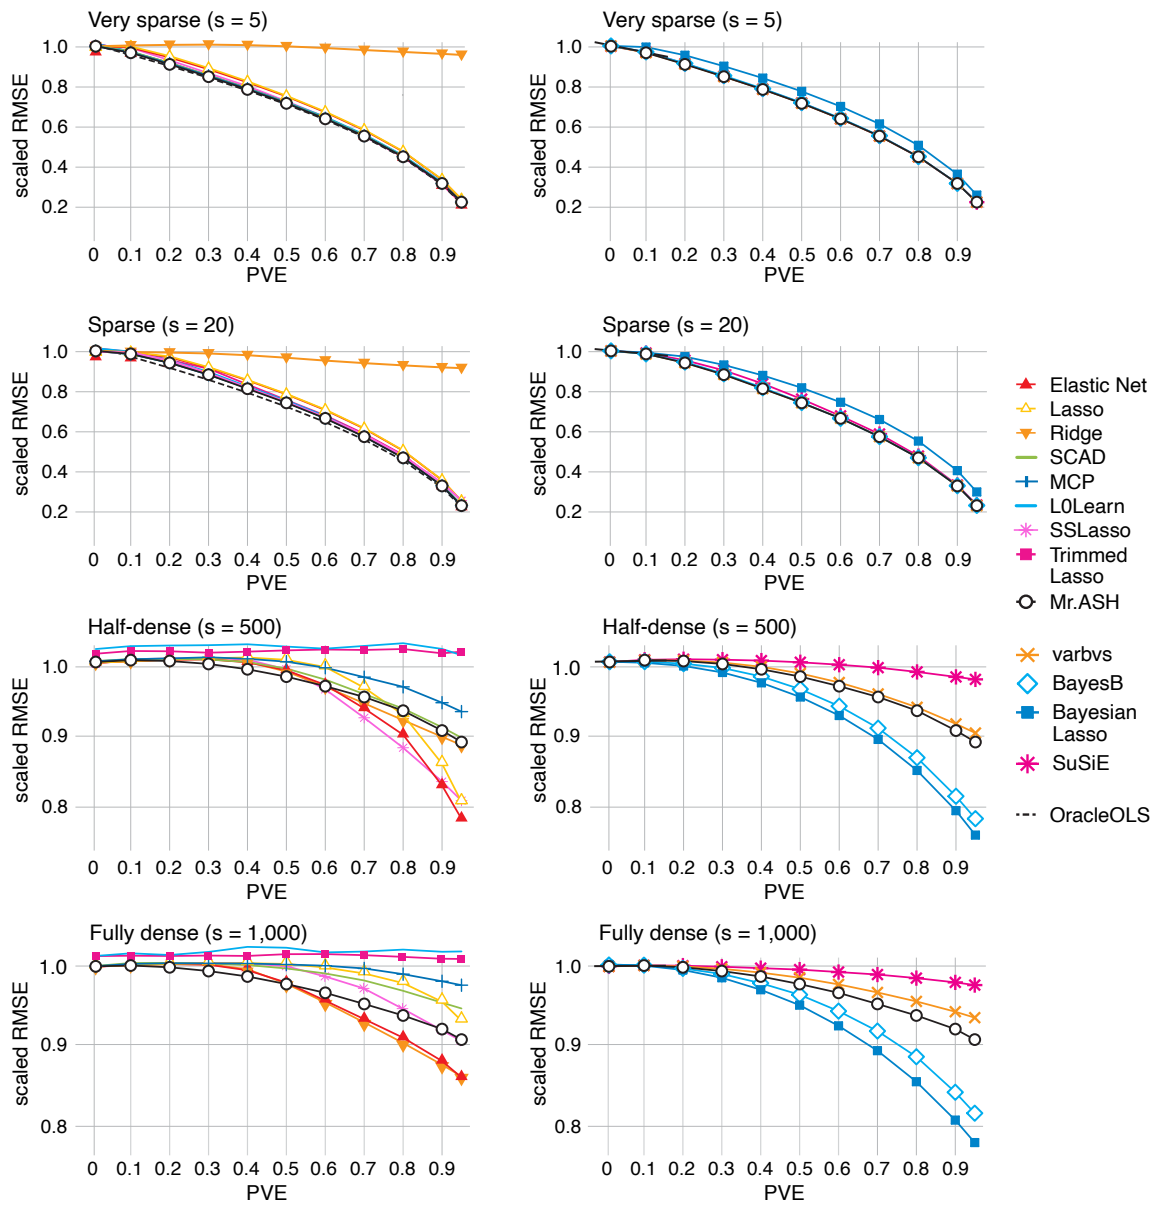 Very sparse (s = 5)
scaled RMSE
1.0
0.8
0.6
0.4
0.2
0 0.1 0.2 0.3 0.4 0.5 0.6 0.7 0.8 0.9
PVE
Very sparse (s = 5)
scaled RMSE
1.0
0.8
0.6
0.4
0.2
0 0.1 0.2 0.3 0.4 0.5 0.6 0.7 0.8 0.9
PVE
Sparse (s = 20)
scaled RMSE
1.0
0.8
0.6
0.4
0.2
0 0.1 0.2 0.3 0.4 0.5 0.6 0.7 0.8 0.9
PVE
Sparse (s = 20)
scaled RMSE
1.0
0.8
0.6
0.4
0.2
0 0.1 0.2 0.3 0.4 0.5 0.6 0.7 0.8 0.9
PVE
Half-dense (s = 500)
scaled RMSE
1.0
0.9
0.8
0 0.1 0.2 0.3 0.4 0.5 0.6 0.7 0.8 0.9
PVE
Half-dense (s = 500)
scaled RMSE
1.0
0.9
0.8
0 0.1 0.2 0.3 0.4 0.5 0.6 0.7 0.8 0.9
PVE
Fully dense (s = 1,000)
scaled RMSE
1.0
0.9
0.8
0 0.1 0.2 0.3 0.4 0.5 0.6 0.7 0.8 0.9
PVE
Fully dense (s = 1,000)
scaled RMSE
1.0
0.9
0.8
0 0.1 0.2 0.3 0.4 0.5 0.6 0.7 0.8 0.9
PVE
Elastic Net
Lasso
Ridge
SCAD
MCP
L0Learn
SSLasso
Trimmed
Lasso
Mr.ASH
varbvs
BayesB
Bayesian
Lasso
SuSiE
OracleOLS